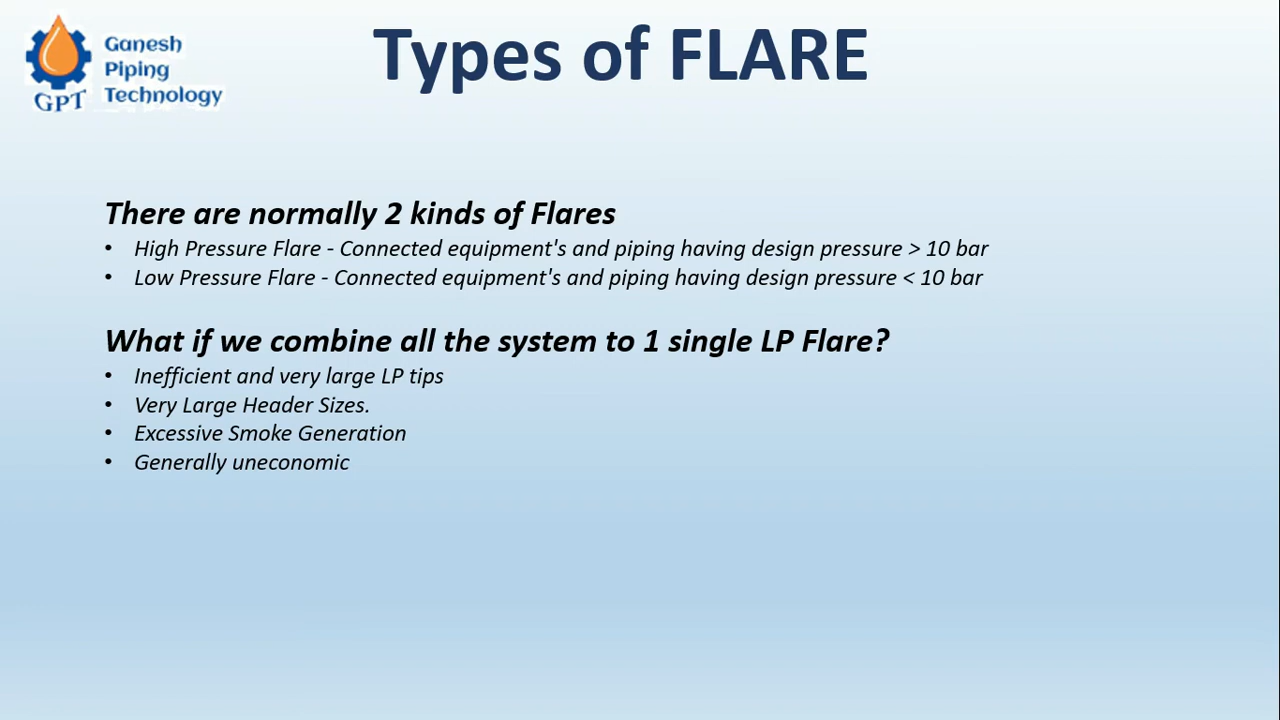 Ganesh
Piping
Technology
GPT
Types of FLARE
There are normally 2 kinds of Flares
• High Pressure Flare - Connected equipment's and piping having design pressure > 10 bar
• Low Pressure Flare - Connected equipment's and piping having design pressure < 10 bar
What if we combine all the system to 1 single LP Flare?
• Inefficient and very large LP tips
• Very Large Header Sizes.
• Excessive Smoke Generation
• Generally uneconomic